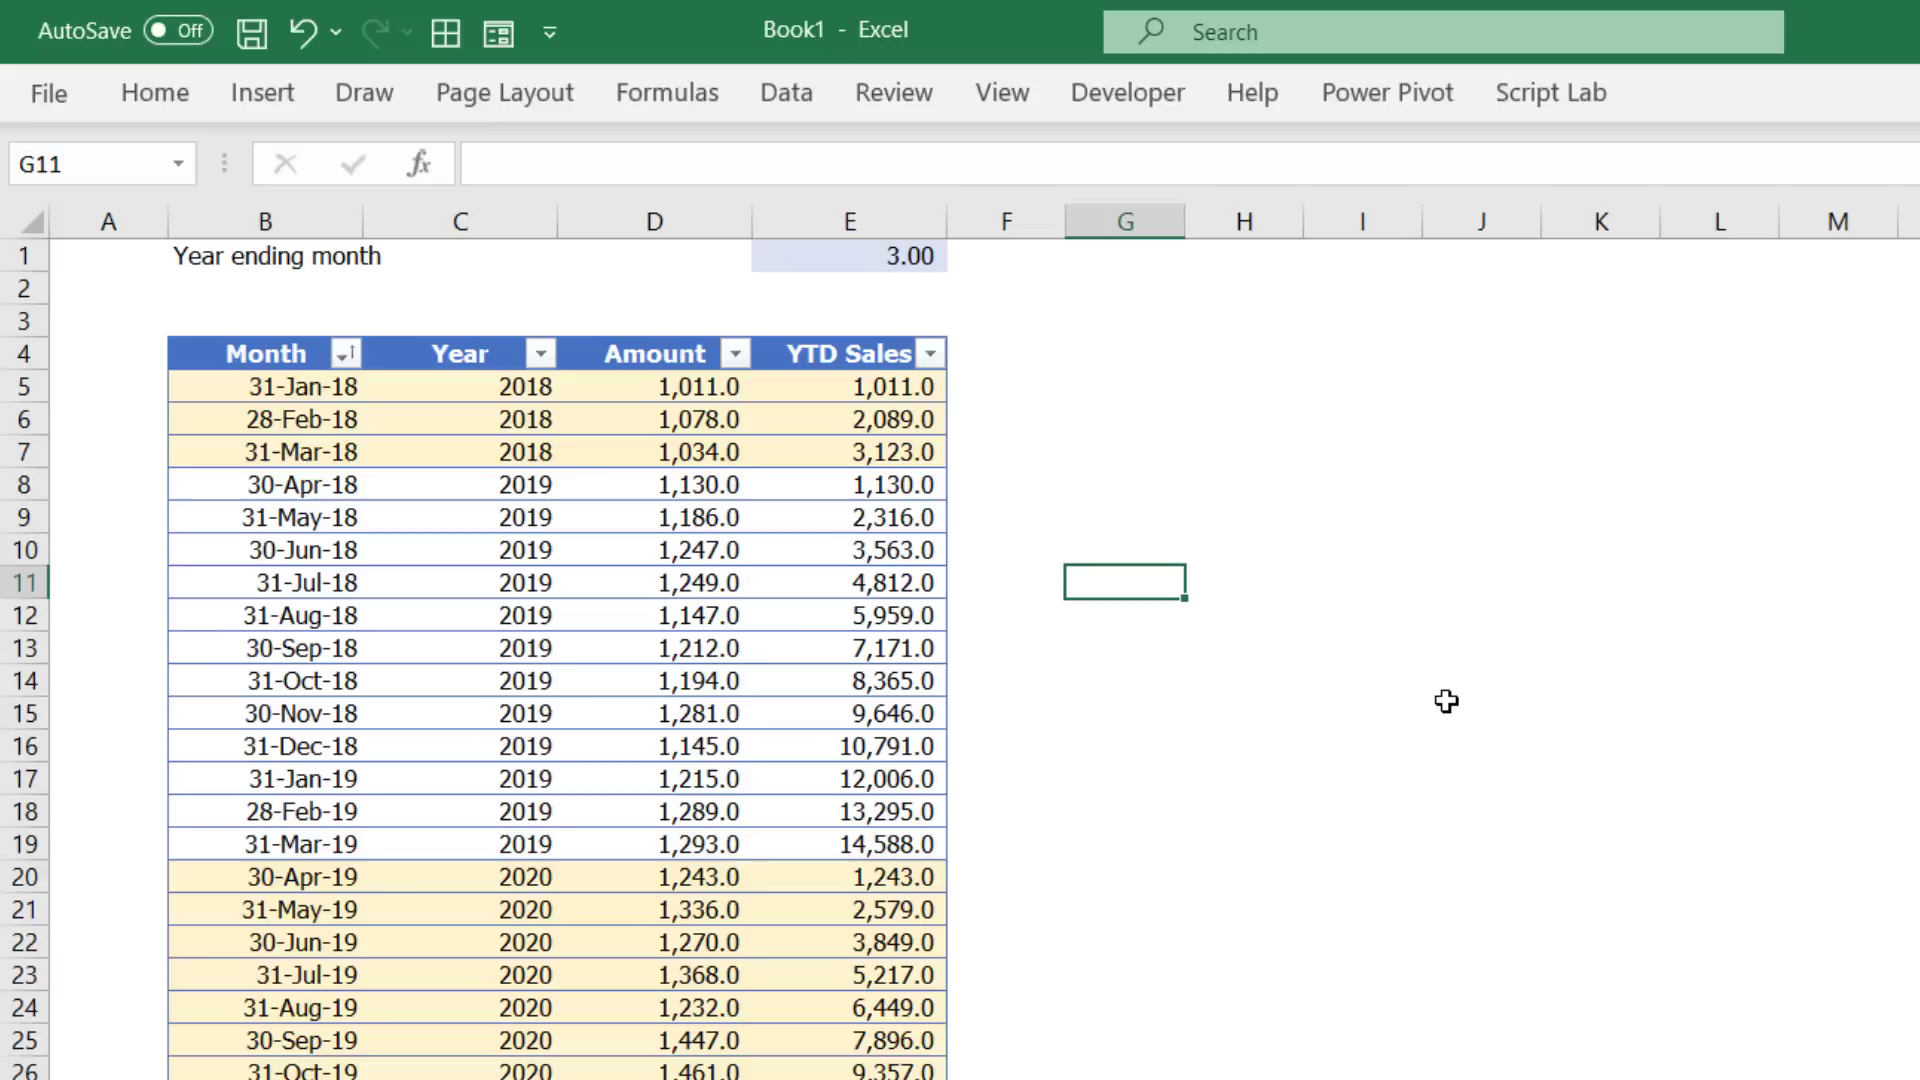 AutoSave Off Book1 - Excel Search
File Home Insert Draw Page Layout Formulas Data Review View Developer Help Power Pivot Script Lab
G11 fx
A B C D E F G H I J K L M
1 Year ending month 3.00
2
3
4 Month Year Amount YTD Sales
5 31-Jan-18 2018 1,011.0 1,011.0
6 28-Feb-18 2018 1,078.0 2,089.0
7 31-Mar-18 2018 1,034.0 3,123.0
8 30-Apr-18 2019 1,130.0 1,130.0
9 31-May-18 2019 1,186.0 2,316.0
10 30-Jun-18 2019 1,247.0 3,563.0
11 31-Jul-18 2019 1,249.0 4,812.0
12 31-Aug-18 2019 1,147.0 5,959.0
13 30-Sep-18 2019 1,212.0 7,171.0
14 31-Oct-18 2019 1,194.0 8,365.0
15 30-Nov-18 2019 1,281.0 9,646.0
16 31-Dec-18 2019 1,145.0 10,791.0
17 31-Jan-19 2019 1,215.0 12,006.0
18 28-Feb-19 2019 1,289.0 13,295.0
19 31-Mar-19 2019 1,293.0 14,588.0
20 30-Apr-19 2020 1,243.0 1,243.0
21 31-May-19 2020 1,336.0 2,579.0
22 30-Jun-19 2020 1,270.0 3,849.0
23 31-Jul-19 2020 1,368.0 5,217.0
24 31-Aug-19 2020 1,232.0 6,449.0
25 30-Sep-19 2020 1,447.0 7,896.0
26 31-Oct-19 2020 1,461.0 9,357.0